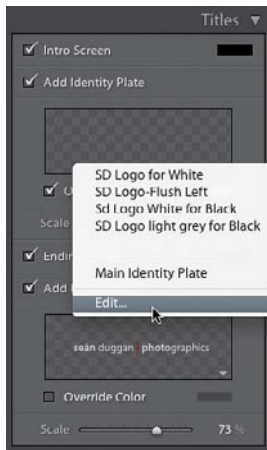 Titles
Intro Screen
Add Identity Plate
SD Logo for White
SD Logo-Flush Left
Sd Logo White for Black
SD Logo light grey for Black
Scale
Main Identity Plate
Add
Edit...
seán duggan photographics
Override Color
Scale 73 %